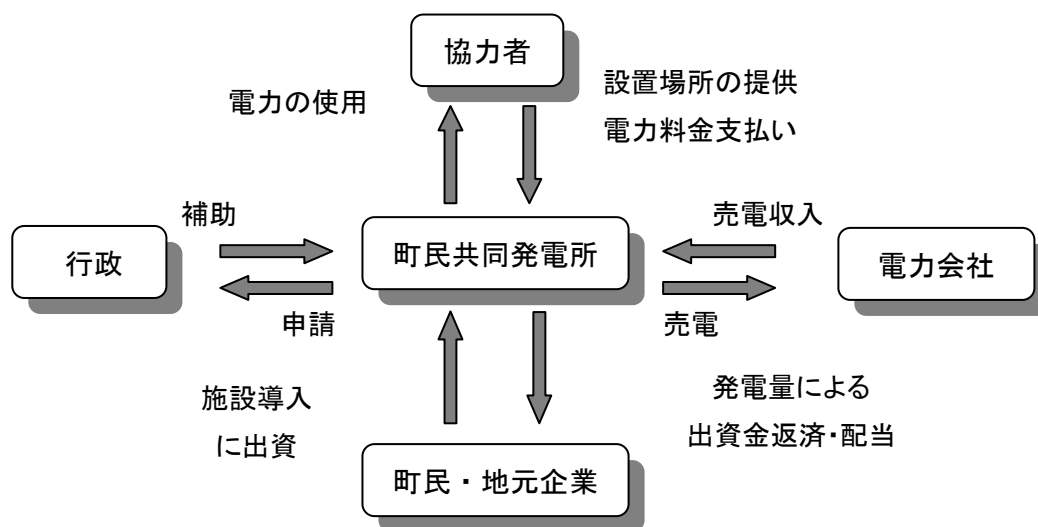 協力者
電力の使用
設置場所の提供
電力料金支払い
補助
売電収入
行政
町民共同発電所
電力会社
申請
売電
施設導入
に出資
発電量による
出資金返済・配当
町民・地元企業